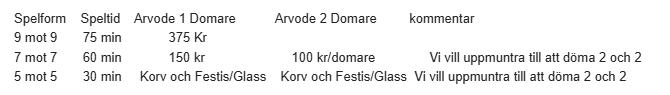 Spelform Speltid Arvode 1 Domare Arvode 2 Domare kommentar
9 mot 9 75 min 375 Kr
7 mot 7 60 min 150 kr 100 kr/domare Vi vill uppmuntra till att döma 2 och 2
5 mot 5 30 min Korv och Festis/Glass Korv och Festis/Glass Vi vill uppmuntra till att döma 2 och 2